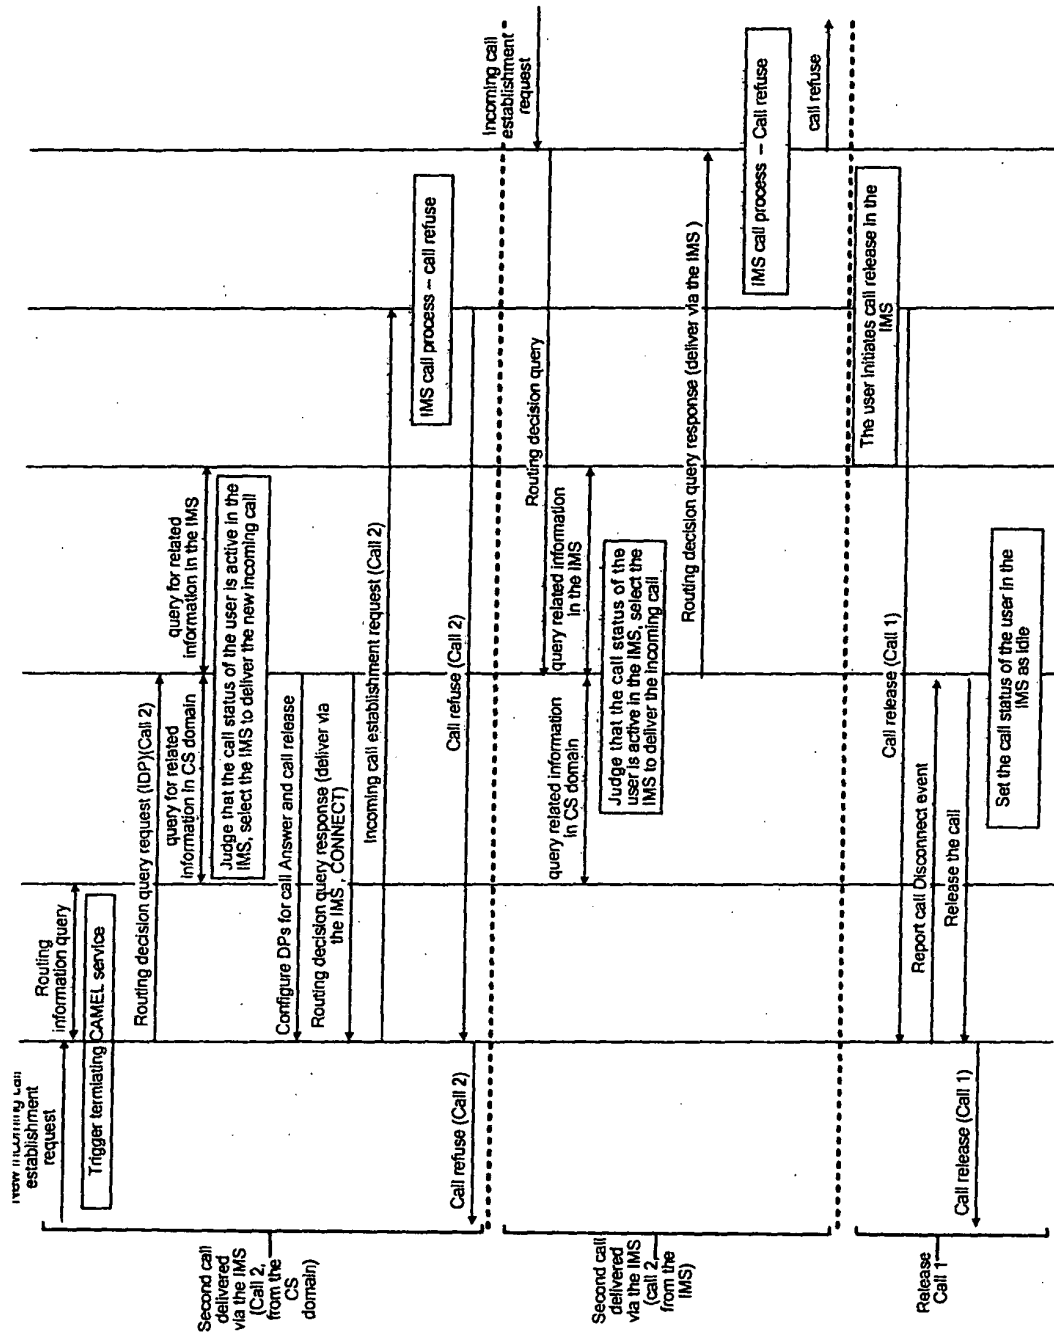 New incoming call
establishment
request
Routing
information query
Trigger termiating CAMEL service
Routing decision query request (IDP)(Call 2)
query for related
information in CS domain
query for related
information in the IMS
Judge that the call status of the user is active in the
IMS, select the IMS to deliver the new incoming call
Configure DPs for call Answer and call release
Routing decision query response (deliver via
the IMS , CONNECT)
Incoming call establishment request (Call 2)
IMS call process – call refuse
Call refuse (Call 2)
Call refuse (Call 2)
Second call
delivered
via the IMS
(Call 2,
from the
CS
domain)
Incoming call
establishment
request
Routing decision query
query related information
in CS domain
query related information
in the IMS
Judge that the call status of the
user is active in the IMS, select the
IMS to deliver the incoming call
Routing decision query response (deliver via the IMS )
IMS call process – Call refuse
call refuse
Second call
delivered
via the IMS
(call 2,
from the
IMS)
The user initiates call release in the
IMS
Call release (Call 1)
Report call Disconnect event
Release the call
Call release (Call 1)
Set the call status of the user in the
IMS as idle
Release
Call 1